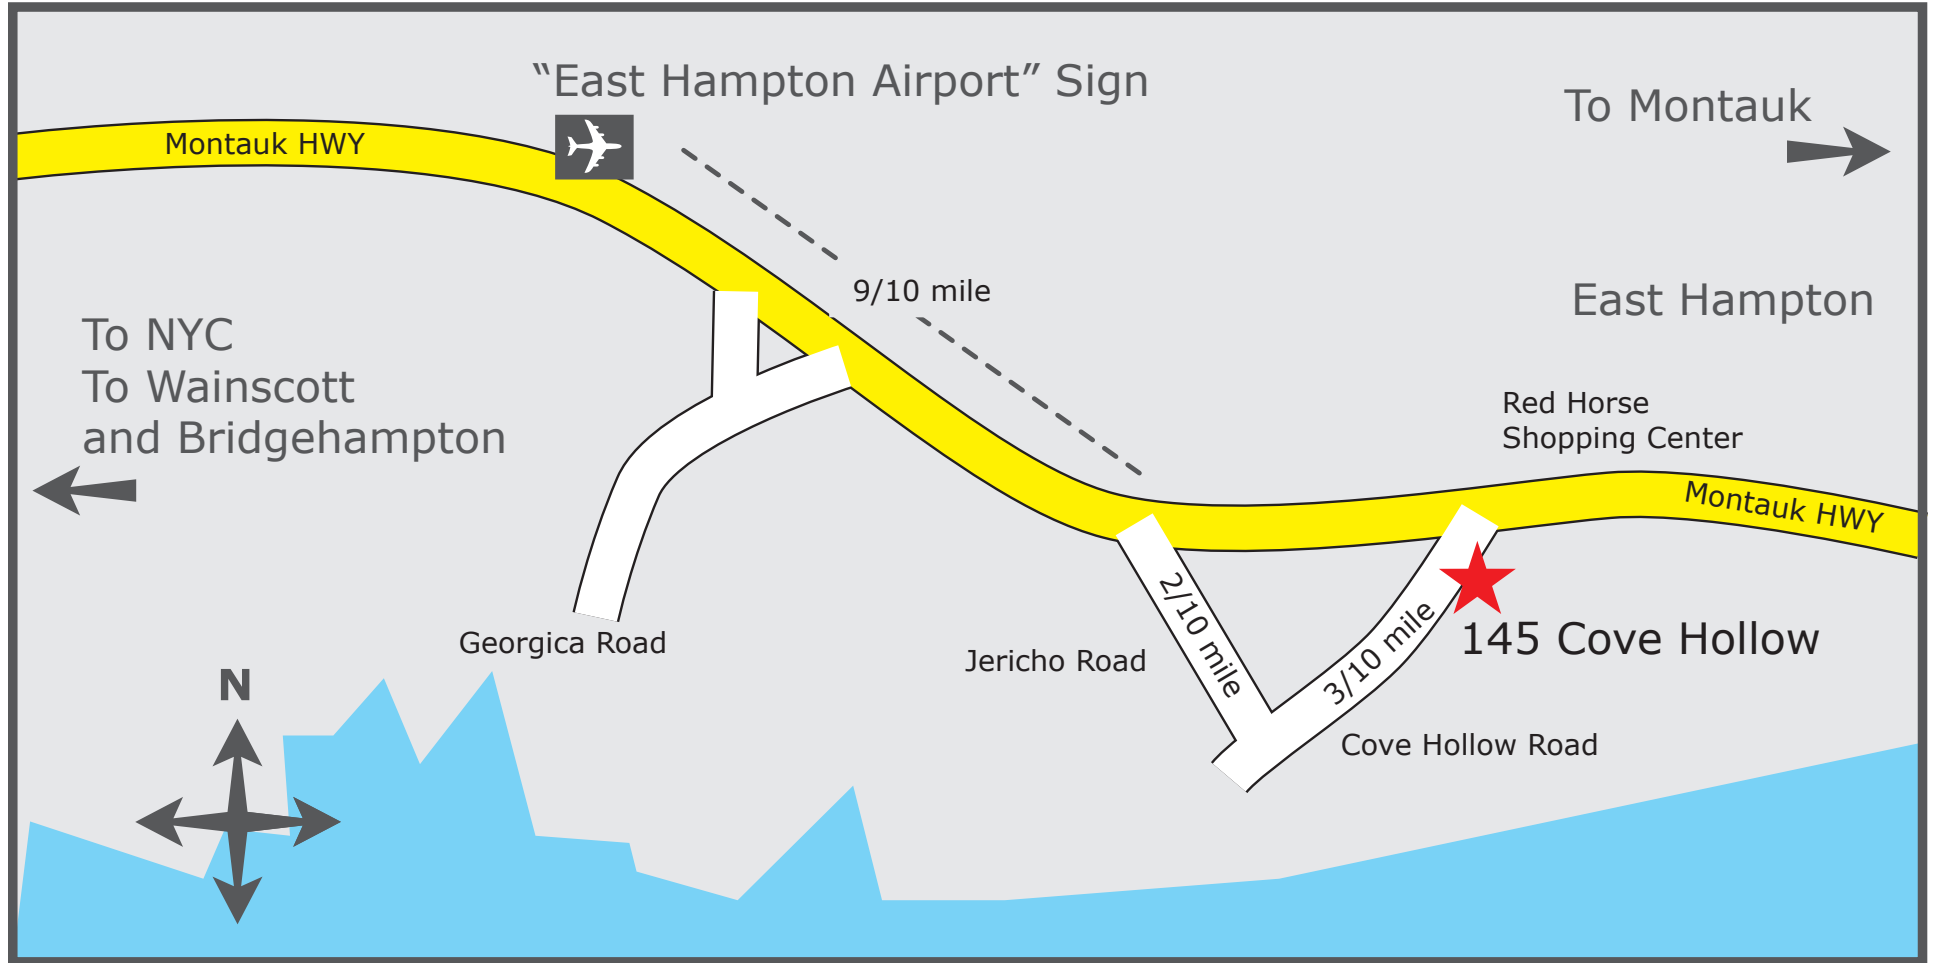 “East Hampton Airport” Sign
To Montauk
Montauk HWY
9/10 mile
East Hampton
To NYC
To Wainscott
and Bridgehampton
Red Horse
Shopping Center
Montauk HWY
2/10 mile
3/10 mile
145 Cove Hollow
Georgica Road
Jericho Road
N
Cove Hollow Road